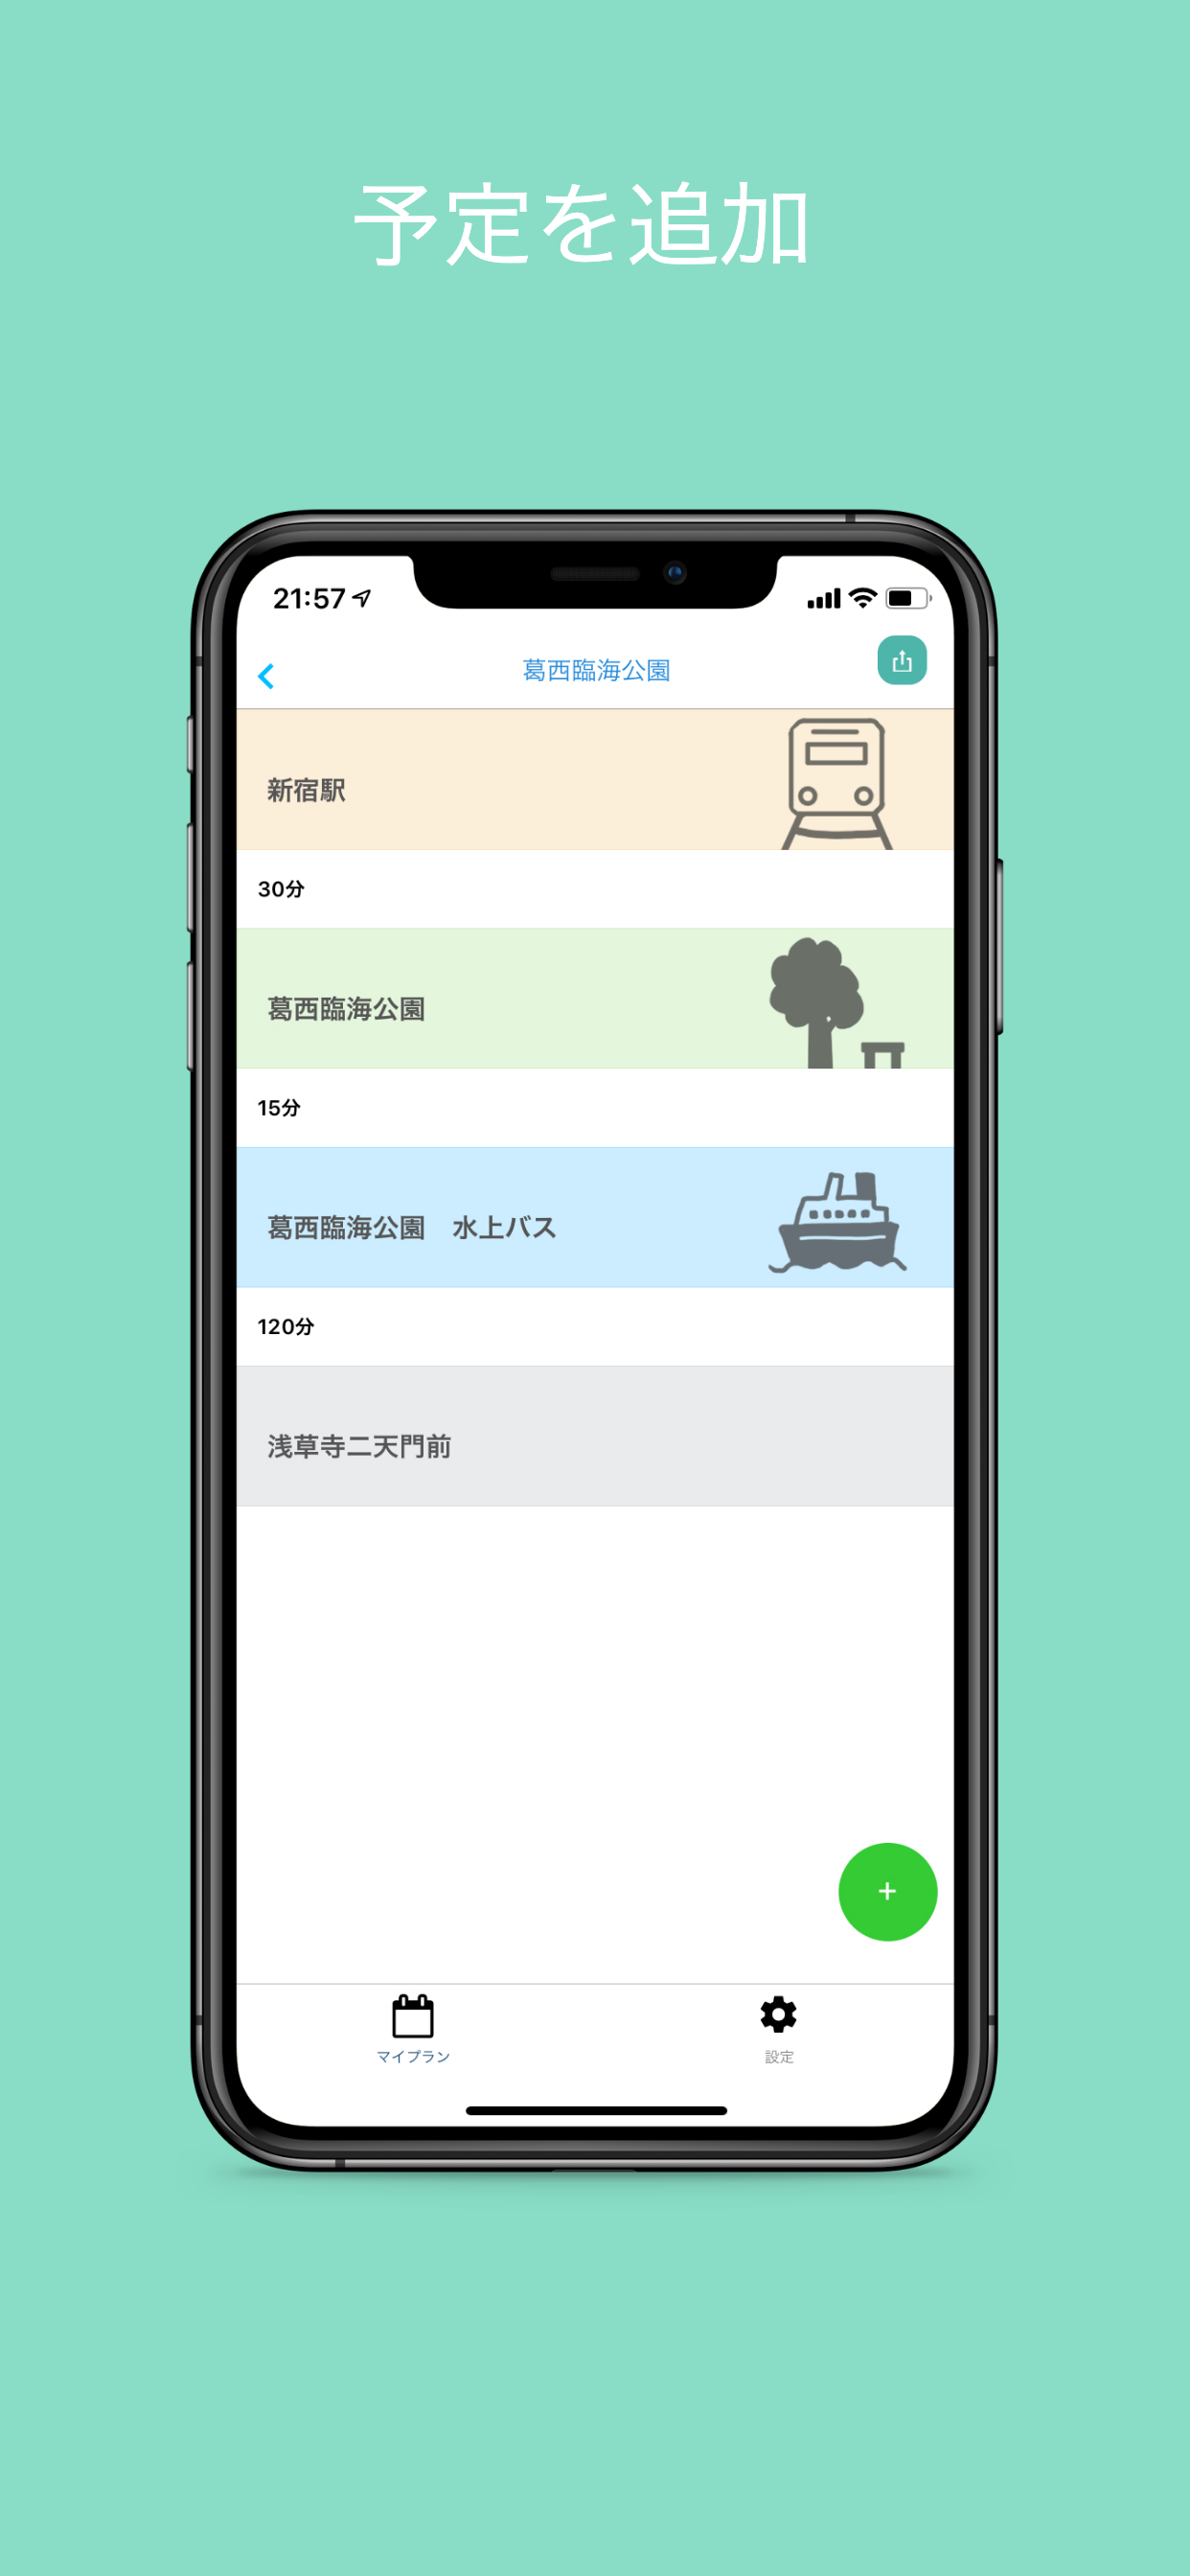 予定を追加
21:57
葛西臨海公園
新宿駅
30分
葛西臨海公園
15分
葛西臨海公園　水上バス
120分
浅草寺二天門前
+
マイプラン
設定